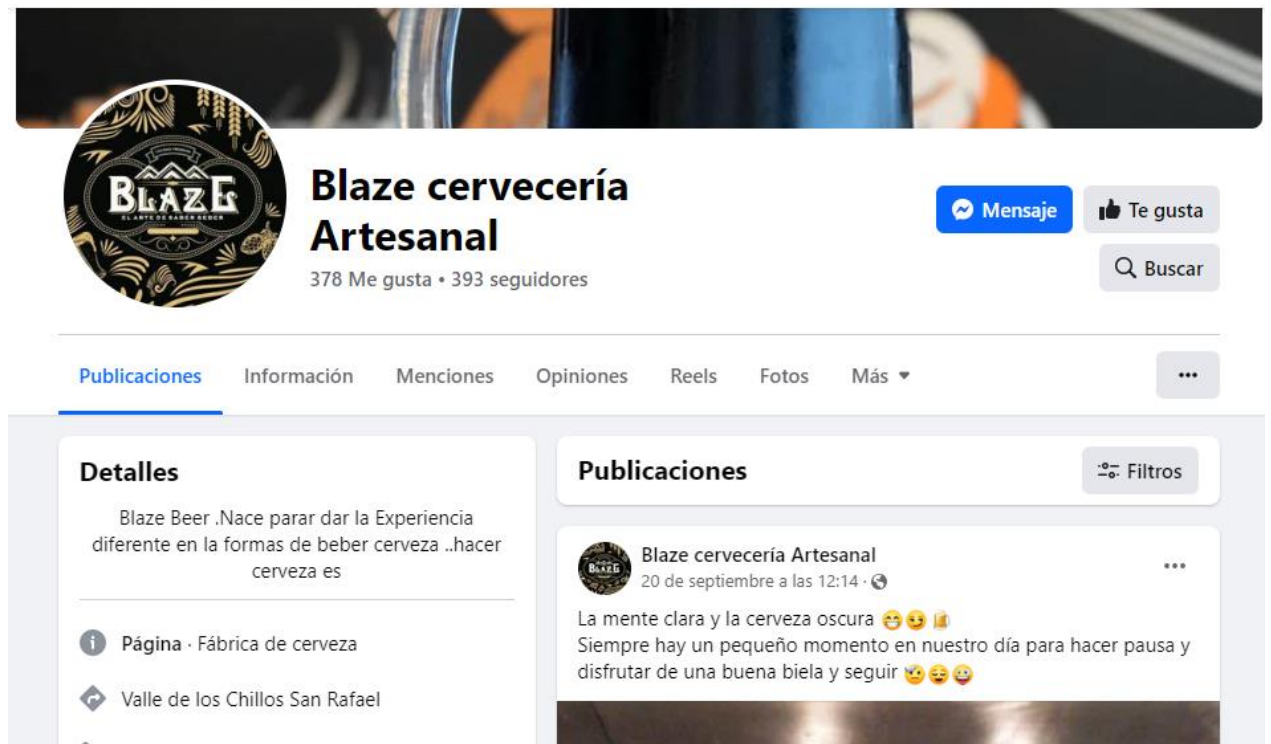 BLAZE
EL ARTE DE SABER BEBER
Blaze cervecería
Artesanal
378 Me gusta • 393 seguidores
Mensaje
Te gusta
Buscar
Publicaciones
Información
Menciones
Opiniones
Reels
Fotos
Más
Detalles
Blaze Beer .Nace parar dar la Experiencia
diferente en la formas de beber cerveza ..hacer
cerveza es
Página · Fábrica de cerveza
Valle de los Chillos San Rafael
Publicaciones
Filtros
BLAZE
Blaze cervecería Artesanal
20 de septiembre a las 12:14 ·
La mente clara y la cerveza oscura 😁😏🍺
Siempre hay un pequeño momento en nuestro día para hacer pausa y
disfrutar de una buena biela y seguir 🤕😌😀